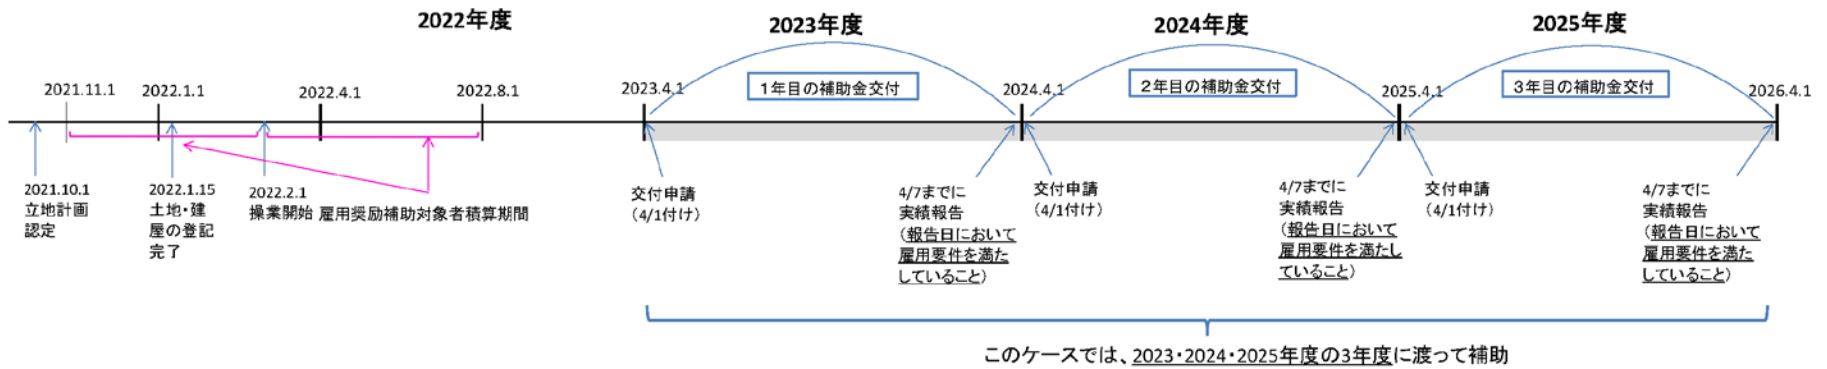 2022年度
2023年度
2024年度
2025年度
1年目の補助金交付
2年目の補助金交付
3年目の補助金交付
2021.11.1
2022.1.1
2022.4.1
2022.8.1
2023.4.1
2024.4.1
2025.4.1
2026.4.1
2021.10.1
立地計画
認定
2022.1.15
土地・建
屋の登記
完了
2022.2.1
操業開始
雇用奨励補助対象者積算期間
交付申請
(4/1付け)
4/7までに
実績報告
(報告日において
雇用要件を満た
していること)
交付申請
(4/1付け)
4/7までに
実績報告
(報告日において
雇用要件を満たし
ていること)
交付申請
(4/1付け)
4/7までに
実績報告
(報告日において
雇用要件を満た
していること)
このケースでは、2023・2024・2025年度の3年度に渡って補助